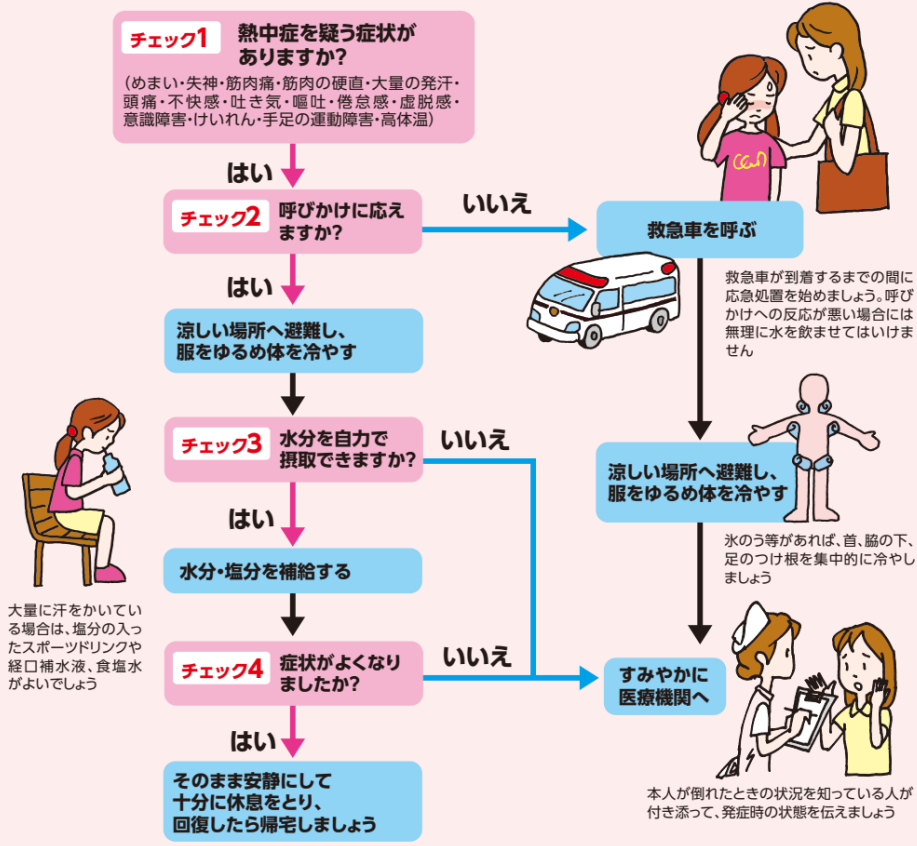 チェック1 熱中症を疑う症状が
ありますか?
(めまい・失神・筋肉痛・筋肉の硬直・大量の発汗・
頭痛・不快感・吐き気・嘔吐・倦怠感・虚脱感・
意識障害・けいれん・手足の運動障害・高体温)
はい
チェック2 呼びかけに応え
ますか?
いいえ
救急車を呼ぶ
救急車が到着するまでの間に
応急処置を始めましょう。呼び
かけへの反応が悪い場合には
無理に水を飲ませてはいけま
せん
はい
涼しい場所へ避難し、
服をゆるめ体を冷やす
チェック3 水分を自力で
摂取できますか?
いいえ
涼しい場所へ避難し、
服をゆるめ体を冷やす
氷のう等があれば、首、脇の下、
足のつけ根を集中的に冷やし
ましょう
はい
水分・塩分を補給する
大量に汗をかいてい
る場合は、塩分の入っ
たスポーツドリンクや
経口補水液、食塩水
がよいでしょう
チェック4 症状がよくなり
ましたか?
いいえ
すみやかに
医療機関へ
本人が倒れたときの状況を知っている人が
付き添って、発症時の状態を伝えましょう
はい
そのまま安静にして
十分に休息をとり、
回復したら帰宅しましょう